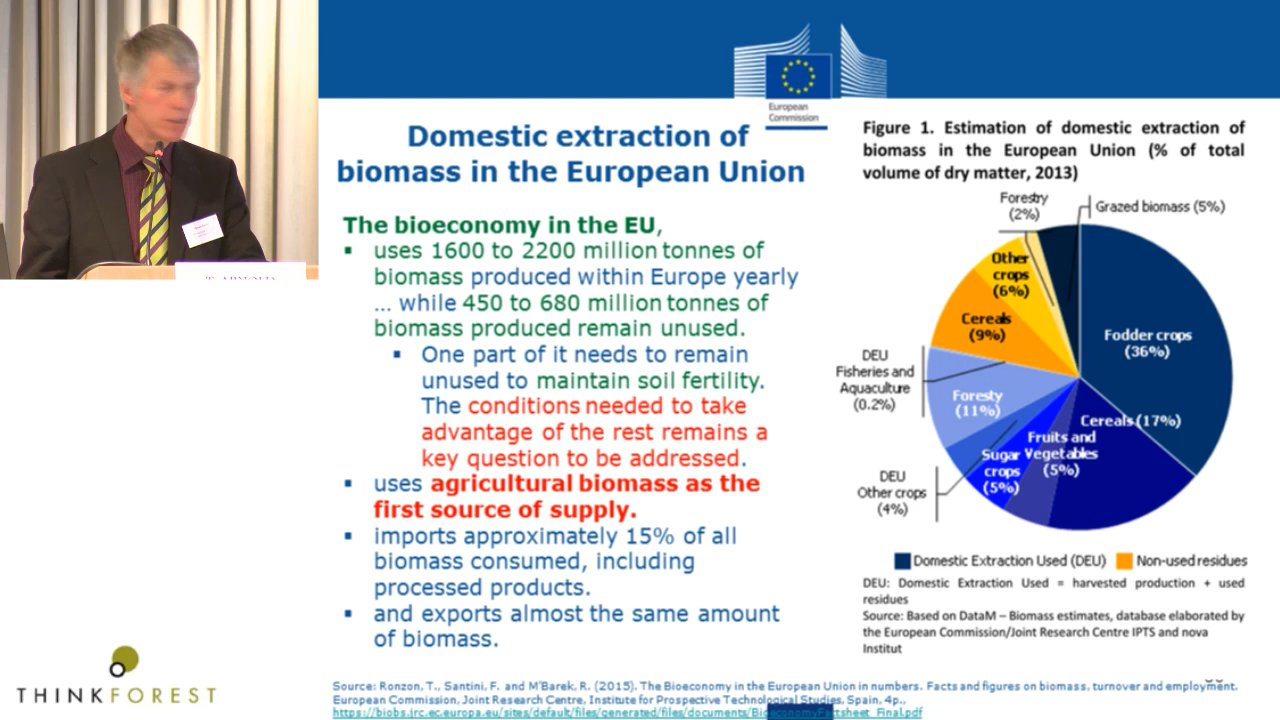 European
Commission
Domestic extraction of
biomass in the European Union
The bioeconomy in the EU,
▪ uses 1600 to 2200 million tonnes of
biomass produced within Europe yearly
... while 450 to 680 million tonnes of
biomass produced remain unused.
▪ One part of it needs to remain
unused to maintain soil fertility.
The conditions needed to take
advantage of the rest remains a
key question to be addressed.
▪ uses agricultural biomass as the
first source of supply.
▪ imports approximately 15% of all
biomass consumed, including
processed products.
▪ and exports almost the same amount
of biomass.
Figure 1. Estimation of domestic extraction of
biomass in the European Union (% of total
volume of dry matter, 2013)
Forestry
(2%)
Grazed biomass (5%)
Other
crops
(6%)
Cereals
(9%)
Fodder crops
(36%)
DEU
Fisheries and
Aquaculture
(0.2%)
Foresty
(11%)
Cereals (17%)
Fruits and
Vegetables
(5%)
Sugar
crops
(5%)
DEU
Other crops
(4%)
Domestic Extraction Used (DEU)
Non-used residues
DEU: Domestic Extraction Used = harvested production + used
residues
Source: Based on DataM – Biomass estimates, database elaborated by
the European Commission/Joint Research Centre IPTS and nova
Institut
THINKFOREST
Source: Ronzon, T., Santini, F. and M'Barek, R. (2015). The Bioeconomy in the European Union in numbers. Facts and figures on biomass, turnover and employment.
European Commission, Joint Research Centre, Institute for Prospective Technological Studies, Spain, 4p.,
https://biobs.jrc.ec.europa.eu/sites/default/files/generated/files/documents/BioeconomyFactsheet_Final.pdf